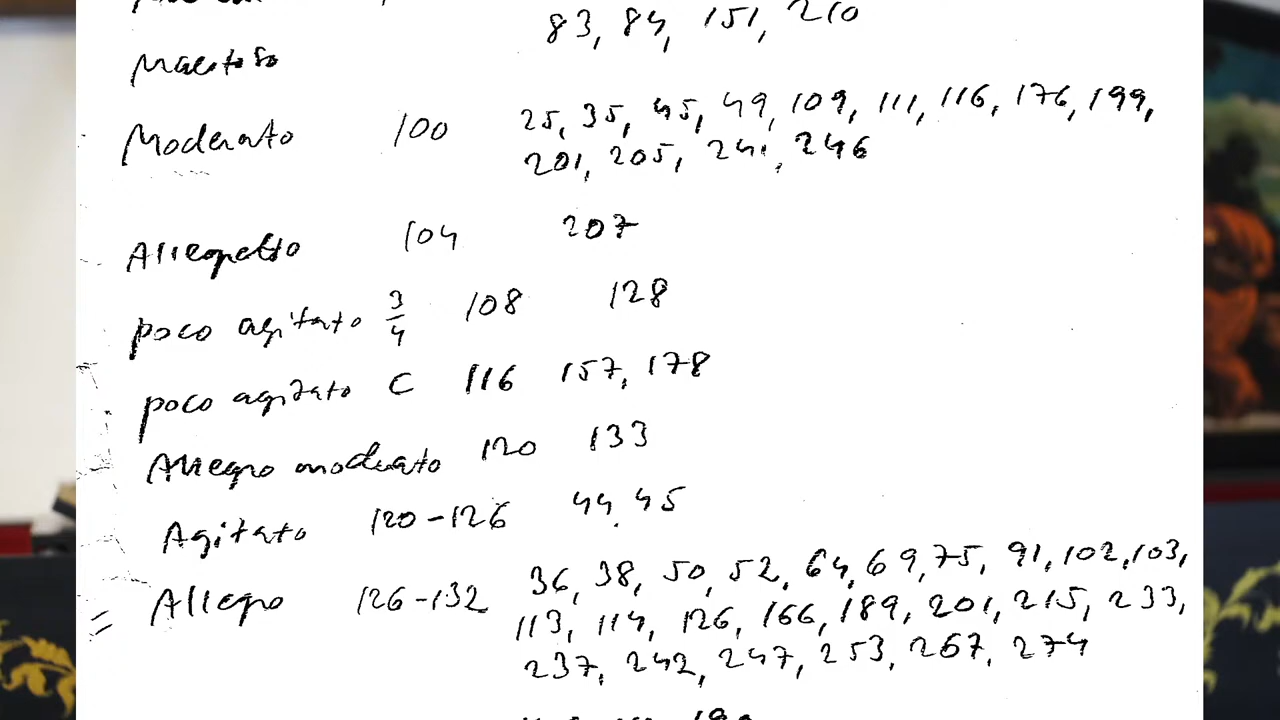 83, 84, 151, 210
Maestoso
Moderato 100 25, 35, 45, 49, 109, 111, 116, 176, 199,
201, 205, 241, 246
Allegretto 104 207
poco agitato 3/4 108 128
poco agitato C 116 157, 178
Allegro moderato 120 133
Agitato 120-126 44, 45
Allegro 126-132 36, 38, 50, 52, 64, 69, 75, 91, 102, 103,
113, 114, 126, 166, 189, 201, 215, 233,
237, 242, 247, 253, 267, 274